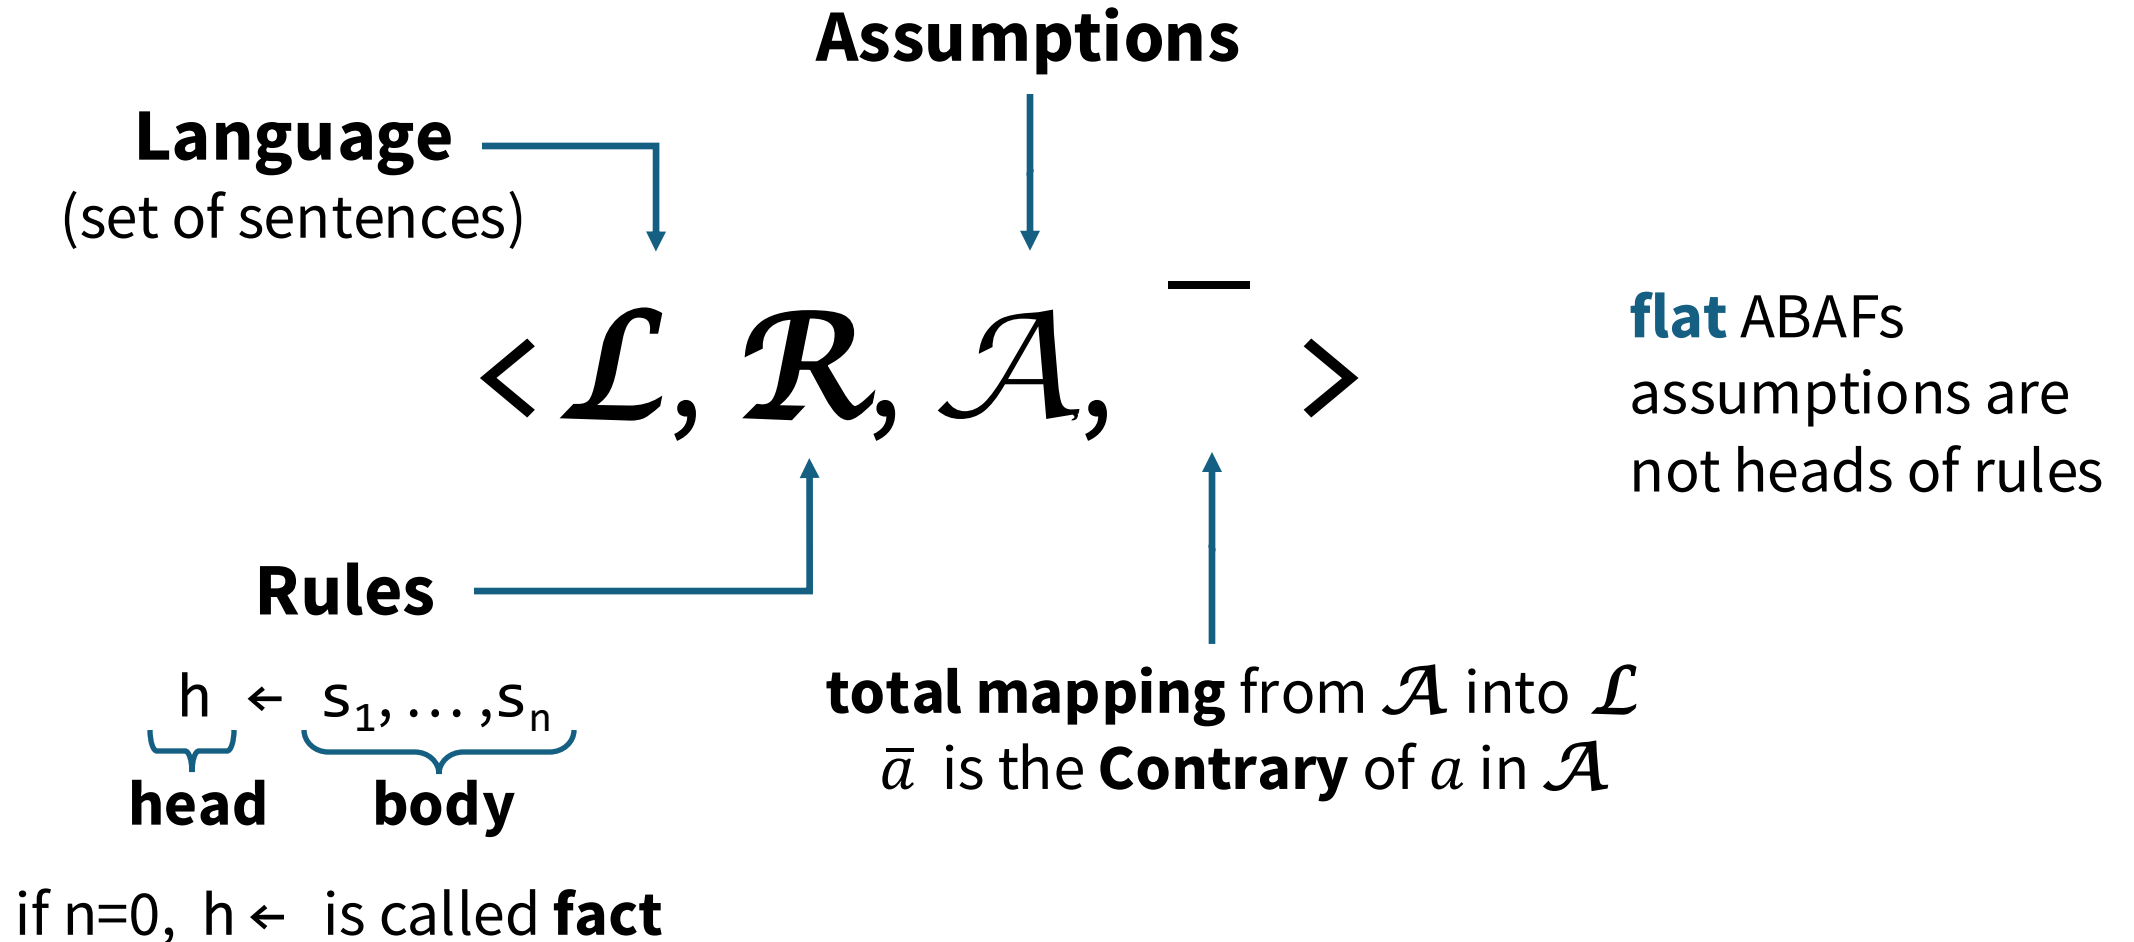 Assumptions
Language
(set of sentences)
< ℒ, ℛ, 𝒜, ‾ >
flat ABAFs
assumptions are
not heads of rules
Rules
h ← s₁, ... ,sₙ
head body
if n=0, h ← is called fact
total mapping from 𝒜 into ℒ
a̅ is the Contrary of a in 𝒜